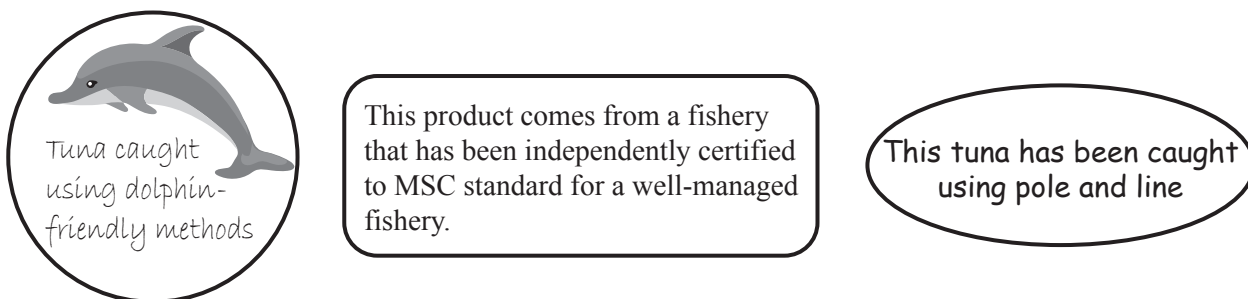 Tuna caught
using dolphin-
friendly methods
This product comes from a fishery
that has been independently certified
to MSC standard for a well-managed
fishery.
This tuna has been caught
using pole and line